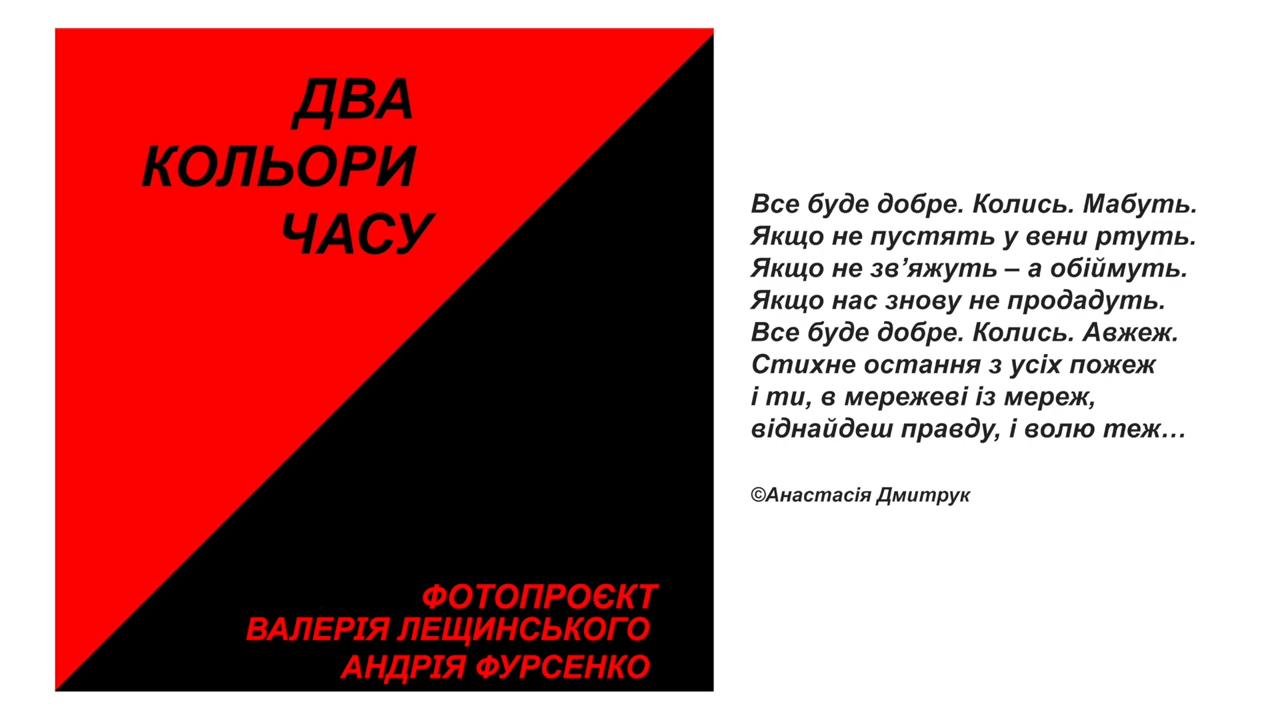 ДВА
КОЛЬОРИ
ЧАСУ
ФОТОПРОЄКТ
ВАЛЕРІЯ ЛЕЩИНСЬКОГО
АНДРІЯ ФУРСЕНКО
Все буде добре. Колись. Мабуть.
Якщо не пустять у вени ртуть.
Якщо не зв’яжуть – а обіймуть.
Якщо нас знову не продадуть.
Все буде добре. Колись. Авжеж.
Стихне остання з усіх пожеж
і ти, в мережеві із мереж,
віднайдеш правду, і волю теж…
©Анастасія Дмитрук